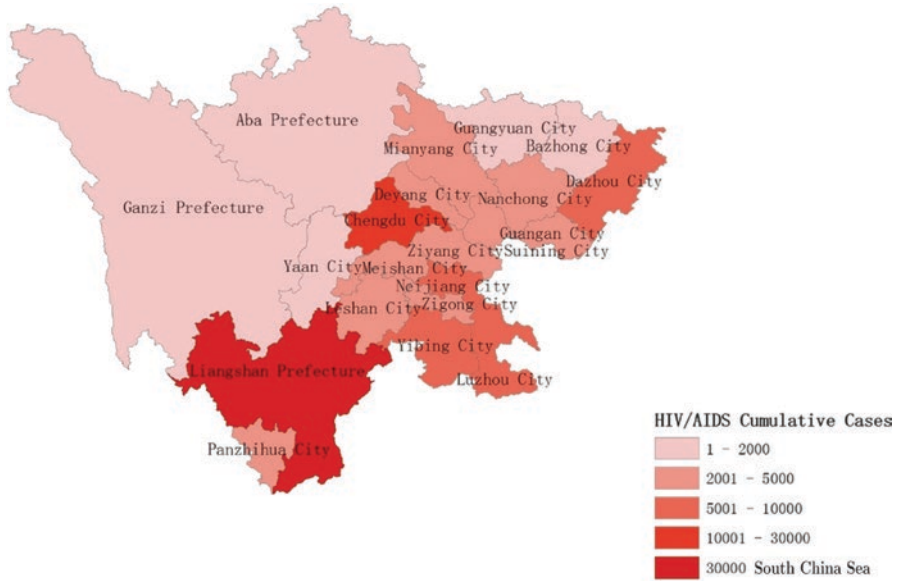 Aba Prefecture
Guangyuan City
Mianyang City
Bazhong City
Dazhou City
Deyang City
Nanchong City
Ganzi Prefecture
Chengdu City
Guangan City
Ziyang City
Suining City
Yaan City
Meishan City
Neijiang City
Leshan City
Zigong City
Yibing City
Liangshan Prefecture
Luzhou City
Panzhihua City
HIV/AIDS Cumulative Cases
1 - 2000
2001 - 5000
5001 - 10000
10001 - 30000
30000 South China Sea